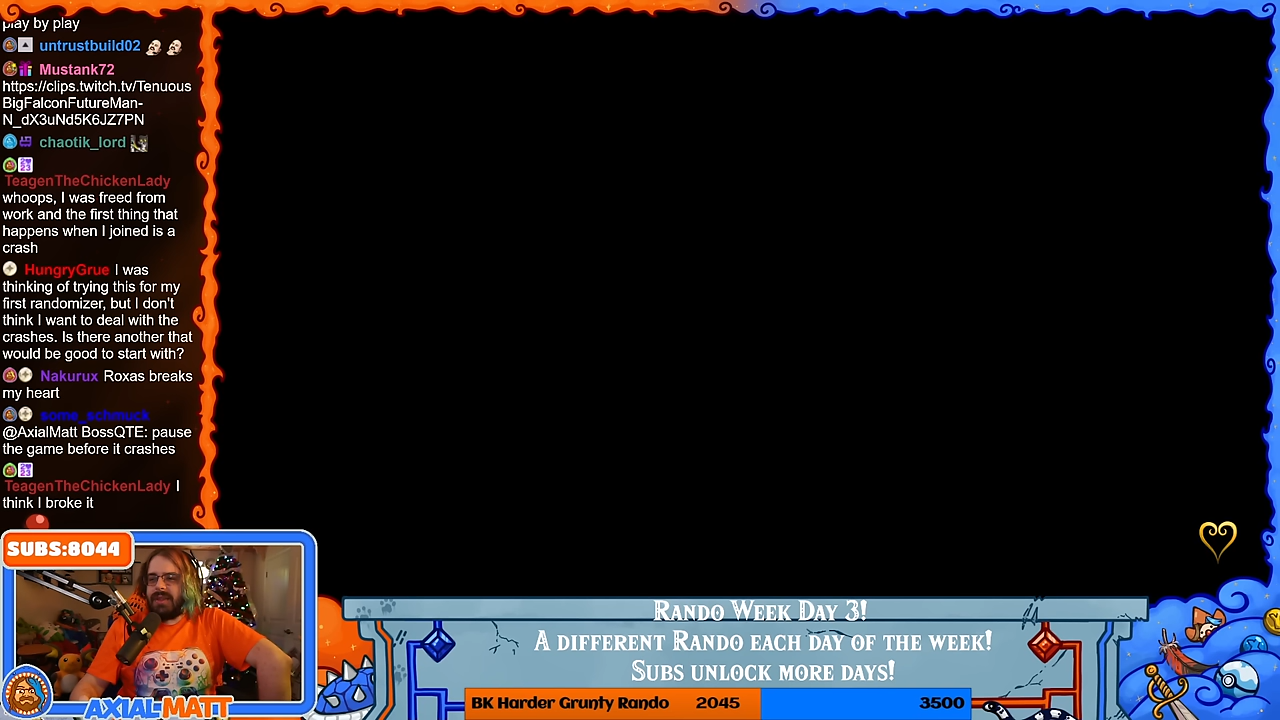 play by play
untrustbuild02
Mustank72
https://clips.twitch.tv/Tenuous
BigFalconFutureMan-
N_dX3uNd5K6JZ7PN
chaotik_lord
TeagenTheChickenLady
whoops, I was freed from
work and the first thing that
happens when I joined is a
crash
HungryGrue I was
thinking of trying this for my
first randomizer, but I don't
think I want to deal with the
crashes. Is there another that
would be good to start with?
Nakurux Roxas breaks
my heart
some_schmuck
@AxialMatt BossQTE: pause
the game before it crashes
TeagenTheChickenLady I
think I broke it
SUBS:8044
AXIALMATT
Rando Week Day 3!
A different Rando each day of the week!
Subs unlock more days!
BK Harder Grunty Rando 2045 3500